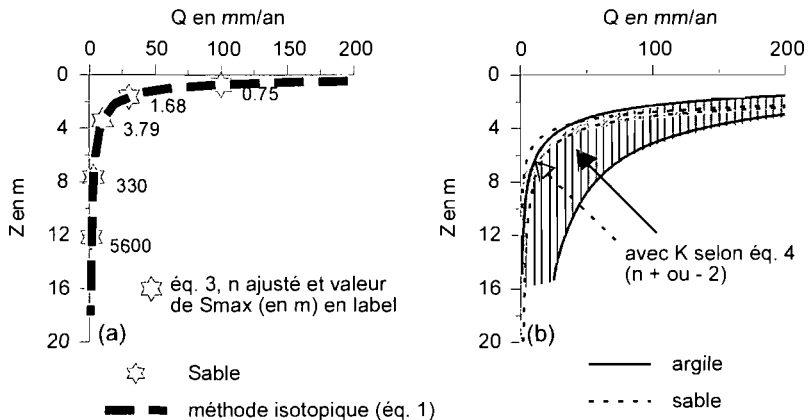 Q en mm/an
0 50 100 150 200
0
4
8
12
16
20
Z en m
0.75
1.68
3.79
330
5600
éq. 3, n ajusté et valeur
de Smax (en m) en label
(a)
Sable
méthode isotopique (éq. 1)
Q en mm/an
0 50 100 150 200
0
4
8
12
16
20
Z en m
avec K selon éq. 4
(n + ou - 2)
(b)
argile
sable